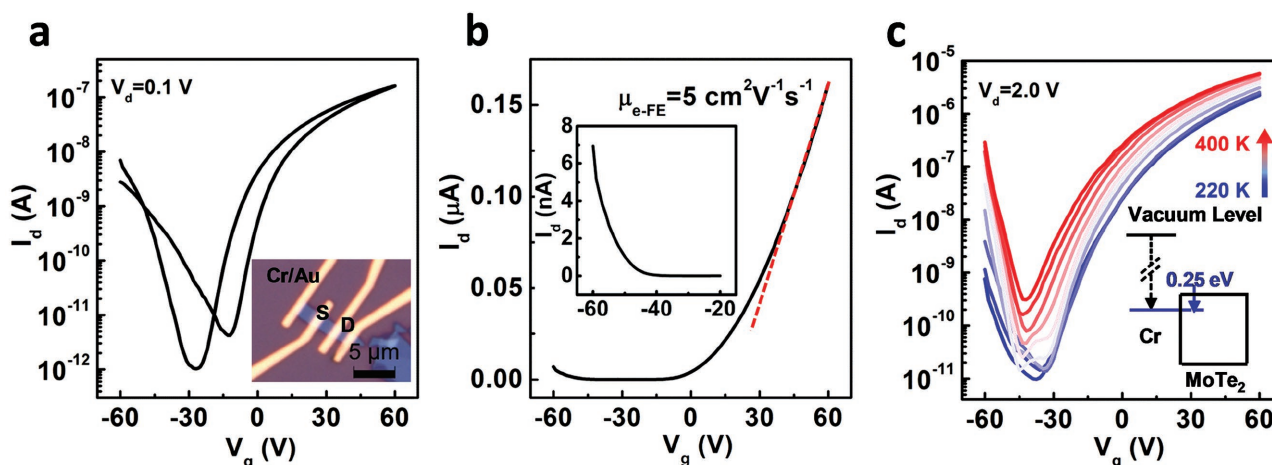 a
V_d=0.1 V
10^-7
10^-8
10^-9
10^-10
10^-11
10^-12
I_d (A)
-60 -30 0 30 60
V_g (V)
Cr/Au
S
D
5 μm
b
μ_e-FE=5 cm^2V^-1s^-1
0.15
0.10
0.05
0.00
I_d (μA)
-60 -30 0 30 60
V_g (V)
8
6
4
2
0
I_d (nA)
-60 -40 -20
c
V_d=2.0 V
10^-5
10^-6
10^-7
10^-8
10^-9
10^-10
10^-11
I_d (A)
-60 -30 0 30 60
V_g (V)
400 K
220 K
Vacuum Level
0.25 eV
Cr
MoTe_2